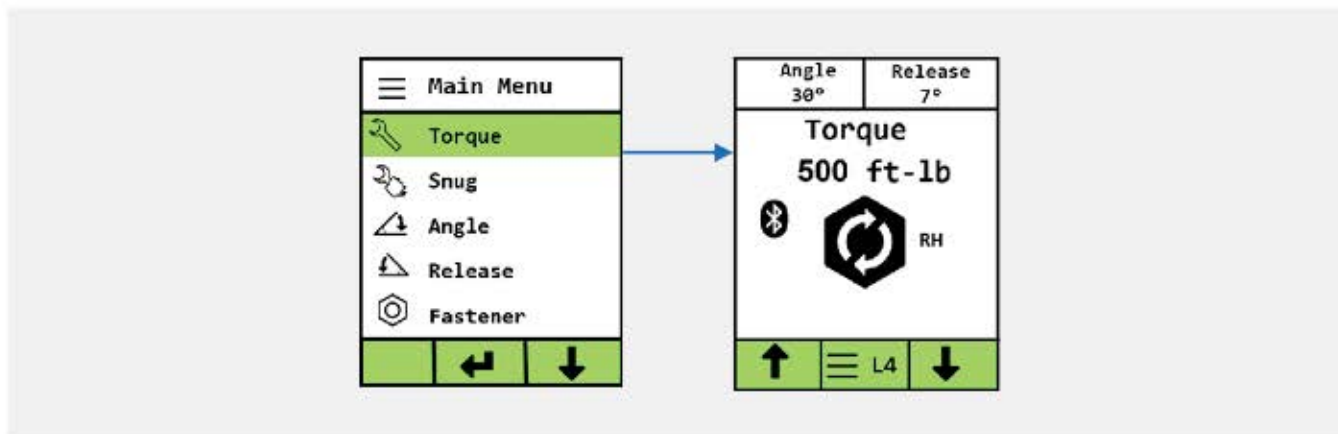 Main Menu
Torque
Snug
Angle
Release
Fastener
Angle
30°
Release
7°
Torque
500 ft-lb
RH
L4